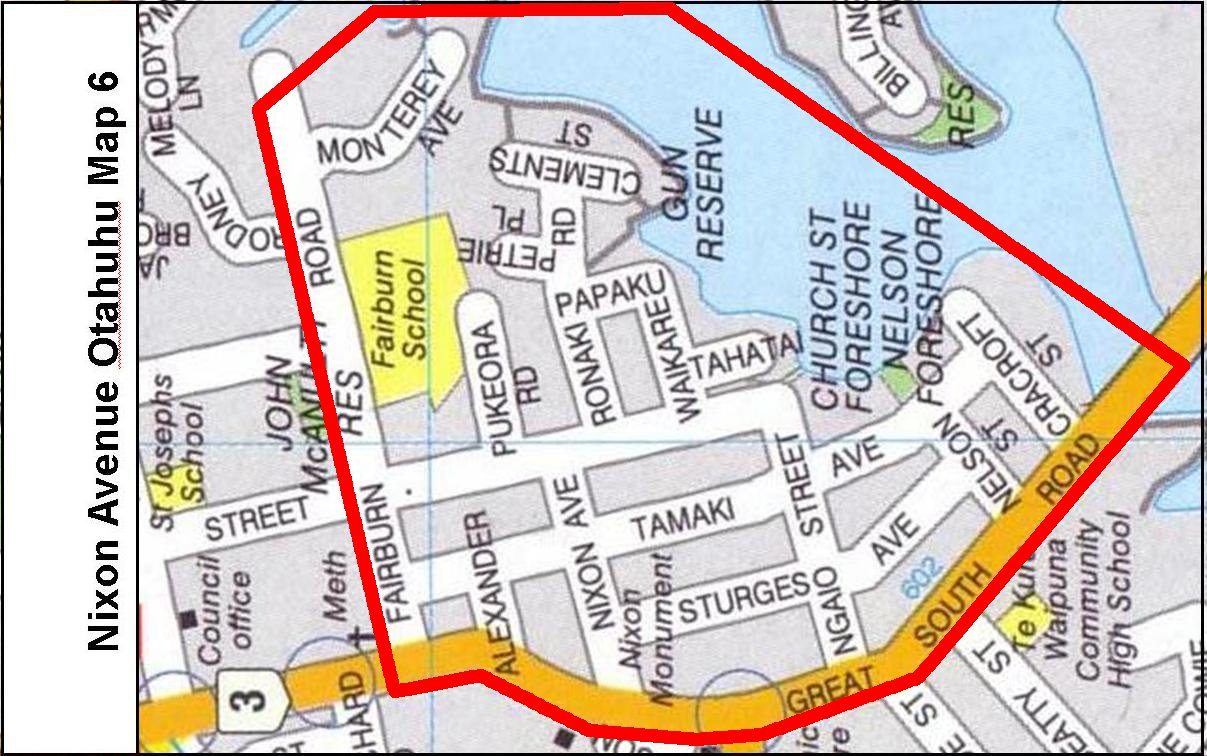 Nixon Avenue Otahuhu Map 6
MELODY
LN
RODNEY
MONTEREY
AVE
ROAD
Fairburn
School
CLEMENTS
ST
PETRIE
PL
RD
GUN
RESERVE
BILLING
AV
RES
PAPAKU
RONAKI
WAIKARE
TAHATAI
PUKEORA
RD
CHURCH ST
FORESHORE
NELSON
FORESHORE
CRACROFT
ST
JOHN
McANULTY
RES
St Josephs
School
STREET
Council
office
Meth
FAIRBURN
ALEXANDER
NIXON AVE
TAMAKI
Nixon
Monument
STURGES
AVE
NGAIO
STREET
AVE
NELSON
ST
602
GREAT
SOUTH
ROAD
Te Kura
Waipuna
Community
High School
3
ST
ST